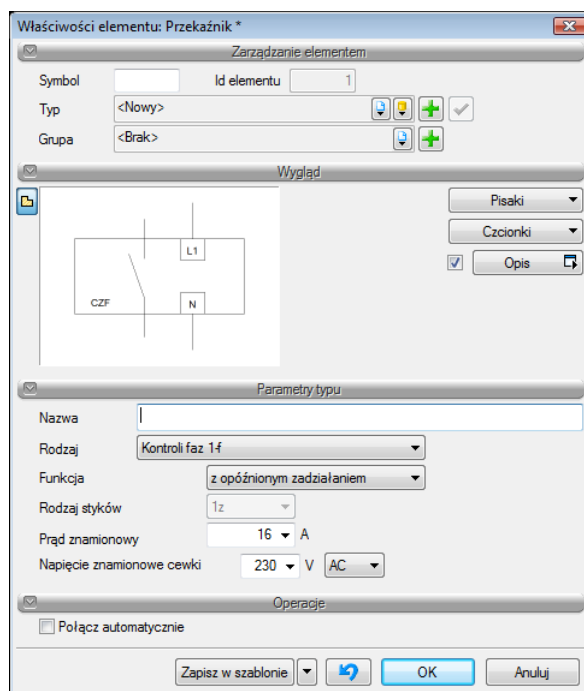 Właściwości elementu: Przekaźnik *
Zarządzanie elementem
Symbol Id elementu 1
Typ <Nowy>
Grupa <Brak>
Wygląd
Pisaki
Czcionki
Opis
L1
CZF N
Parametry typu
Nazwa
Rodzaj Kontroli faz 1-f
Funkcja z opóźnionym zadziałaniem
Rodzaj styków 1z
Prąd znamionowy 16 A
Napięcie znamionowe cewki 230 V AC
Operacje
Połącz automatycznie
Zapisz w szablonie OK Anuluj